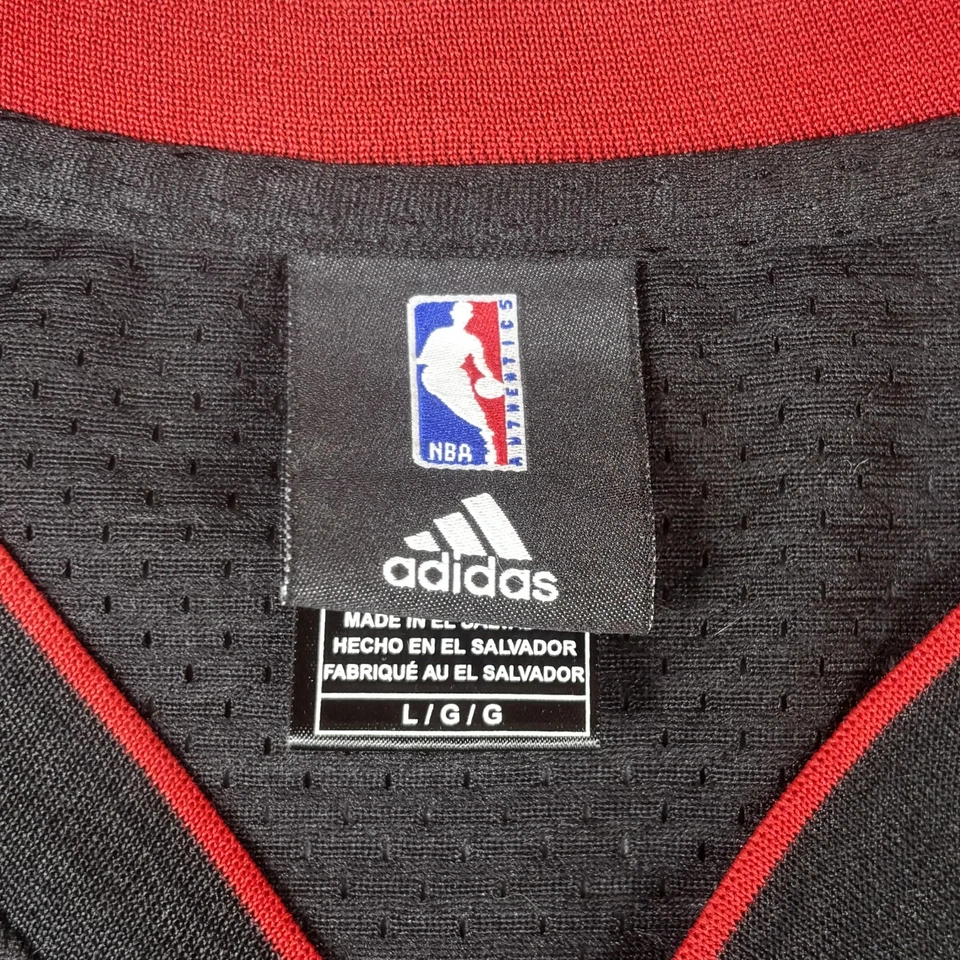 NBA
AUTHENTICS
adidas
MADE IN EL
HECHO EN EL SALVADOR
FABRIQUÉ AU EL SALVADOR
L / G / G